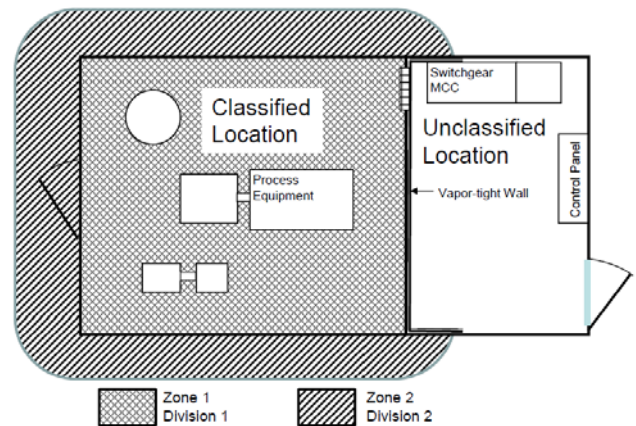 Switchgear
MCC
Classified
Location
Unclassified
Location
Control Panel
Process
Equipment
Vapor-tight Wall
Zone 1
Division 1
Zone 2
Division 2